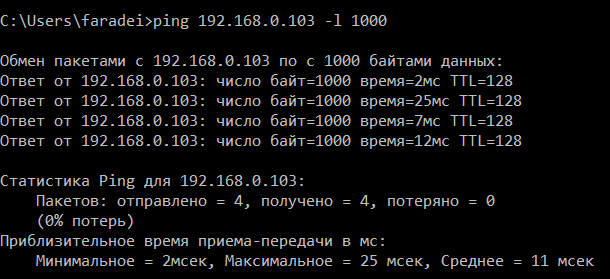 C:\Users\faradei>ping 192.168.0.103 -l 1000
Обмен пакетами с 192.168.0.103 по с 1000 байтами данных:
Ответ от 192.168.0.103: число байт=1000 время=2мс TTL=128
Ответ от 192.168.0.103: число байт=1000 время=25мс TTL=128
Ответ от 192.168.0.103: число байт=1000 время=7мс TTL=128
Ответ от 192.168.0.103: число байт=1000 время=12мс TTL=128
Статистика Ping для 192.168.0.103:
Пакетов: отправлено = 4, получено = 4, потеряно = 0
(0% потерь)
Приблизительное время приема-передачи в мс:
Минимальное = 2мсек, Максимальное = 25 мсек, Среднее = 11 мсек